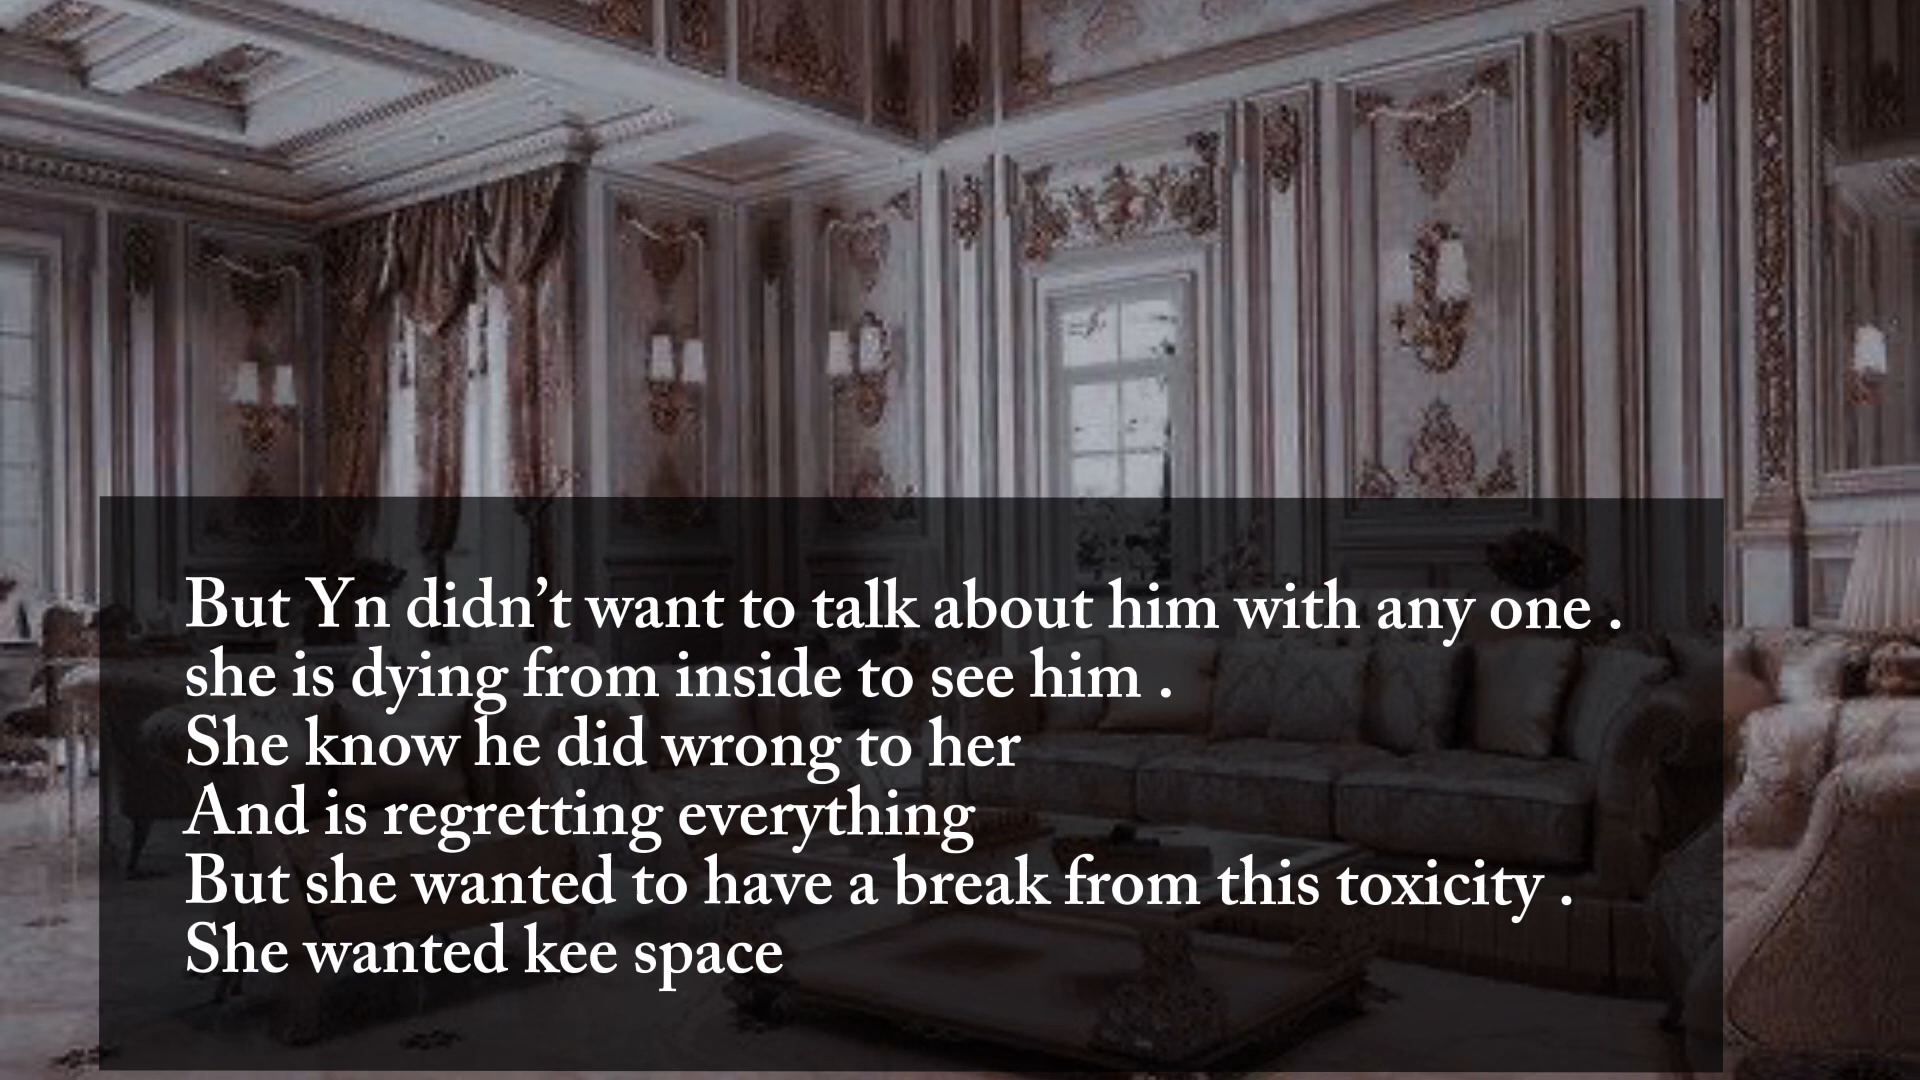 But Yn didn’t want to talk about him with any one .
she is dying from inside to see him .
She know he did wrong to her
And is regretting everything
But she wanted to have a break from this toxicity .
She wanted kee space